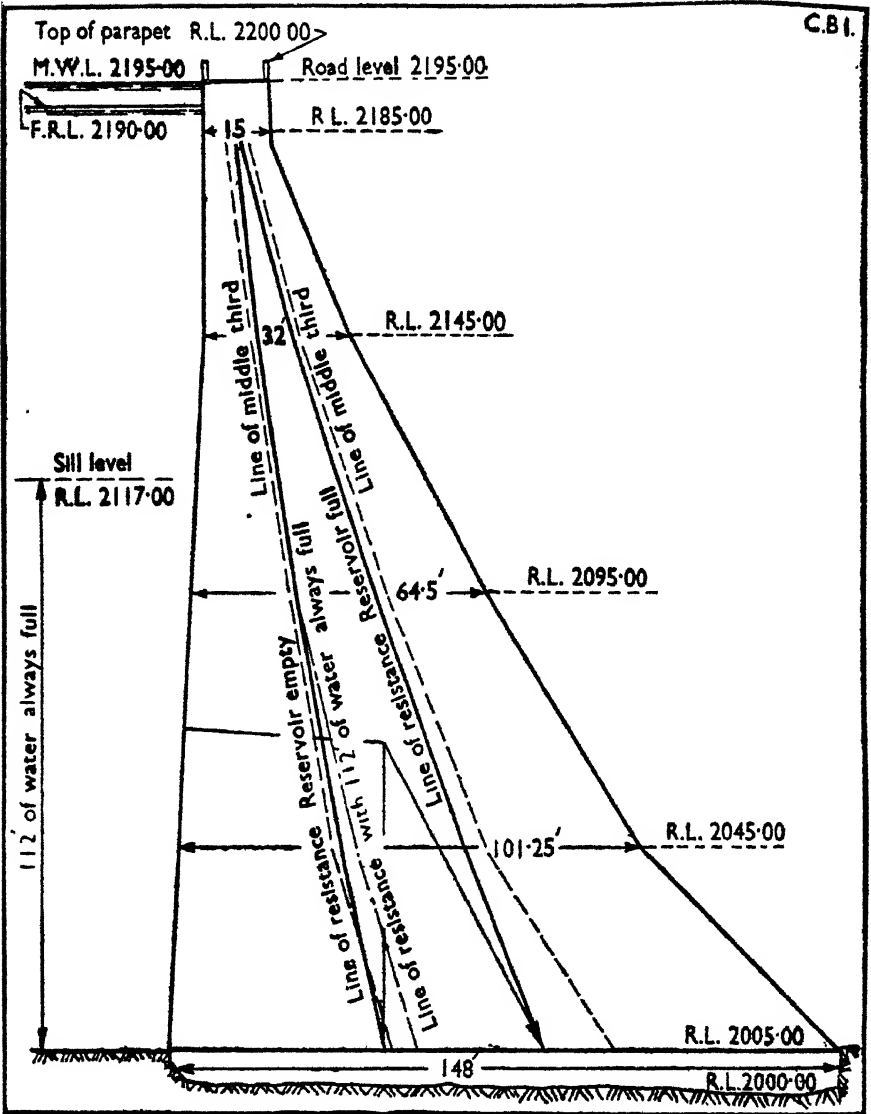 C.B I.
Top of parapet R.L. 2200 00
M.W.L. 2195·00
Road level 2195·00
F.R.L. 2190·00
15
R L. 2185·00
32'
R.L. 2145·00
Line of middle third
Line of middle third
Sill level
R.L. 2117·00
64·5'
R.L. 2095·00
112' of water always full
Line of resistance Reservoir empty
Line of resistance with 112' of water always full
Line of resistance Reservoir full
101·25'
R.L. 2045·00
R.L. 2005·00
148'
R.L.2000·00